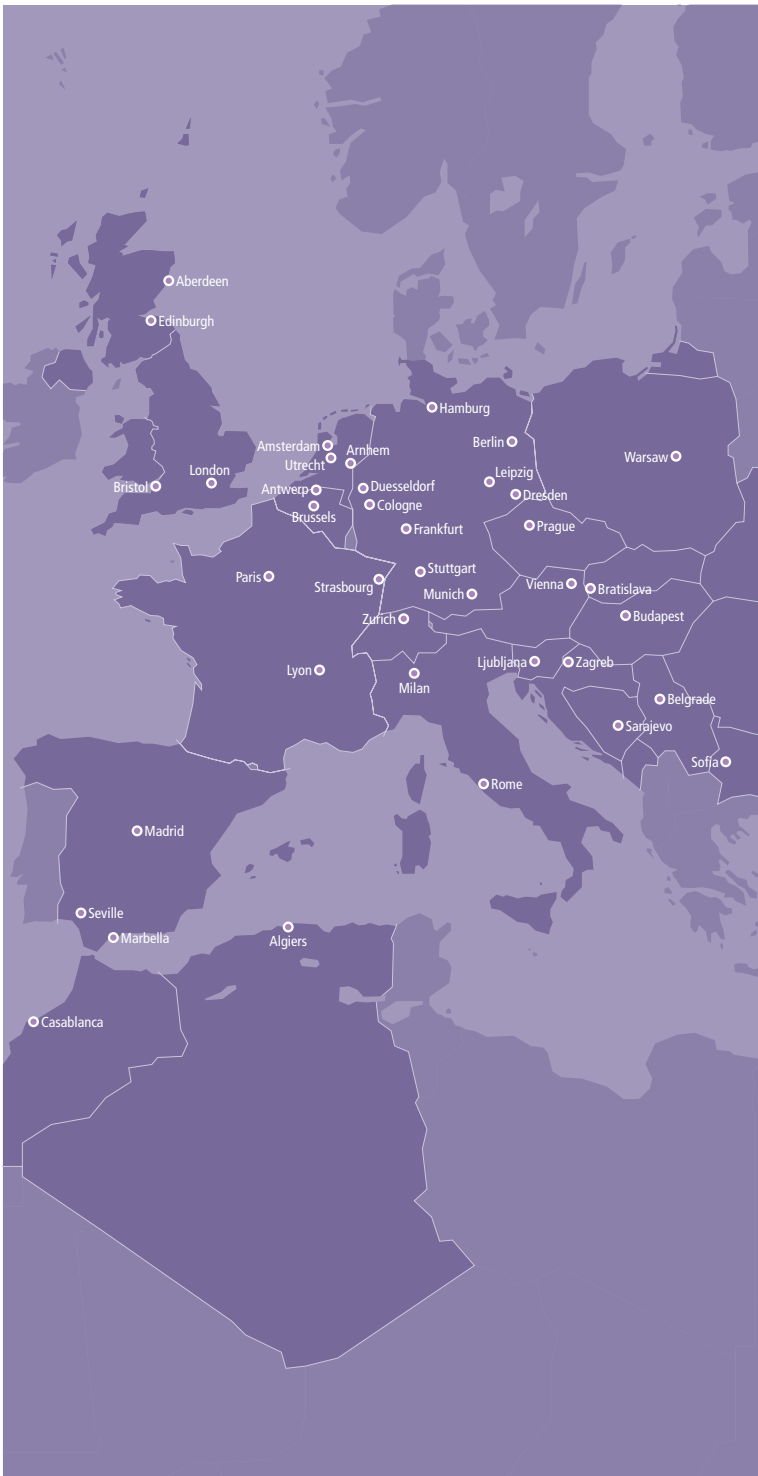 Aberdeen
Edinburgh
Hamburg
Berlin
Amsterdam
Arnhem
Warsaw
Utrecht
London
Leipzig
Bristol
Antwerp
Duesseldorf
Dresden
Cologne
Brussels
Frankfurt
Prague
Paris
Strasbourg
Stuttgart
Vienna
Bratislava
Munich
Budapest
Zurich
Ljubljana
Zagreb
Lyon
Milan
Belgrade
Sarajevo
Sofia
Rome
Madrid
Seville
Marbella
Algiers
Casablanca